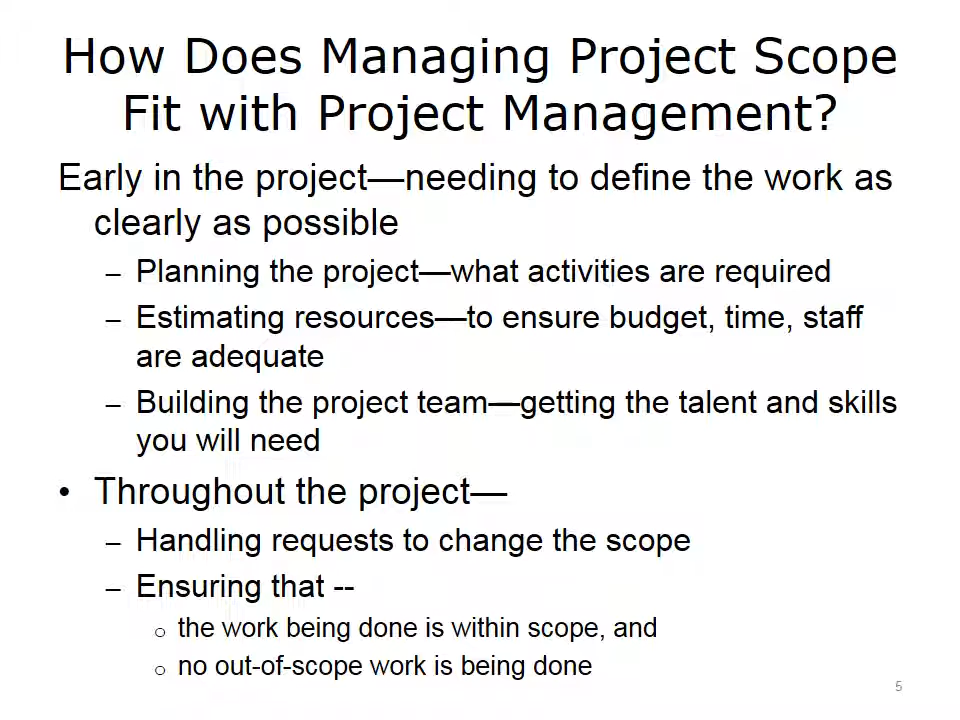 How Does Managing Project Scope
Fit with Project Management?
Early in the project—needing to define the work as
clearly as possible
– Planning the project—what activities are required
– Estimating resources—to ensure budget, time, staff
are adequate
– Building the project team—getting the talent and skills
you will need
• Throughout the project—
– Handling requests to change the scope
– Ensuring that --
o the work being done is within scope, and
o no out-of-scope work is being done
5